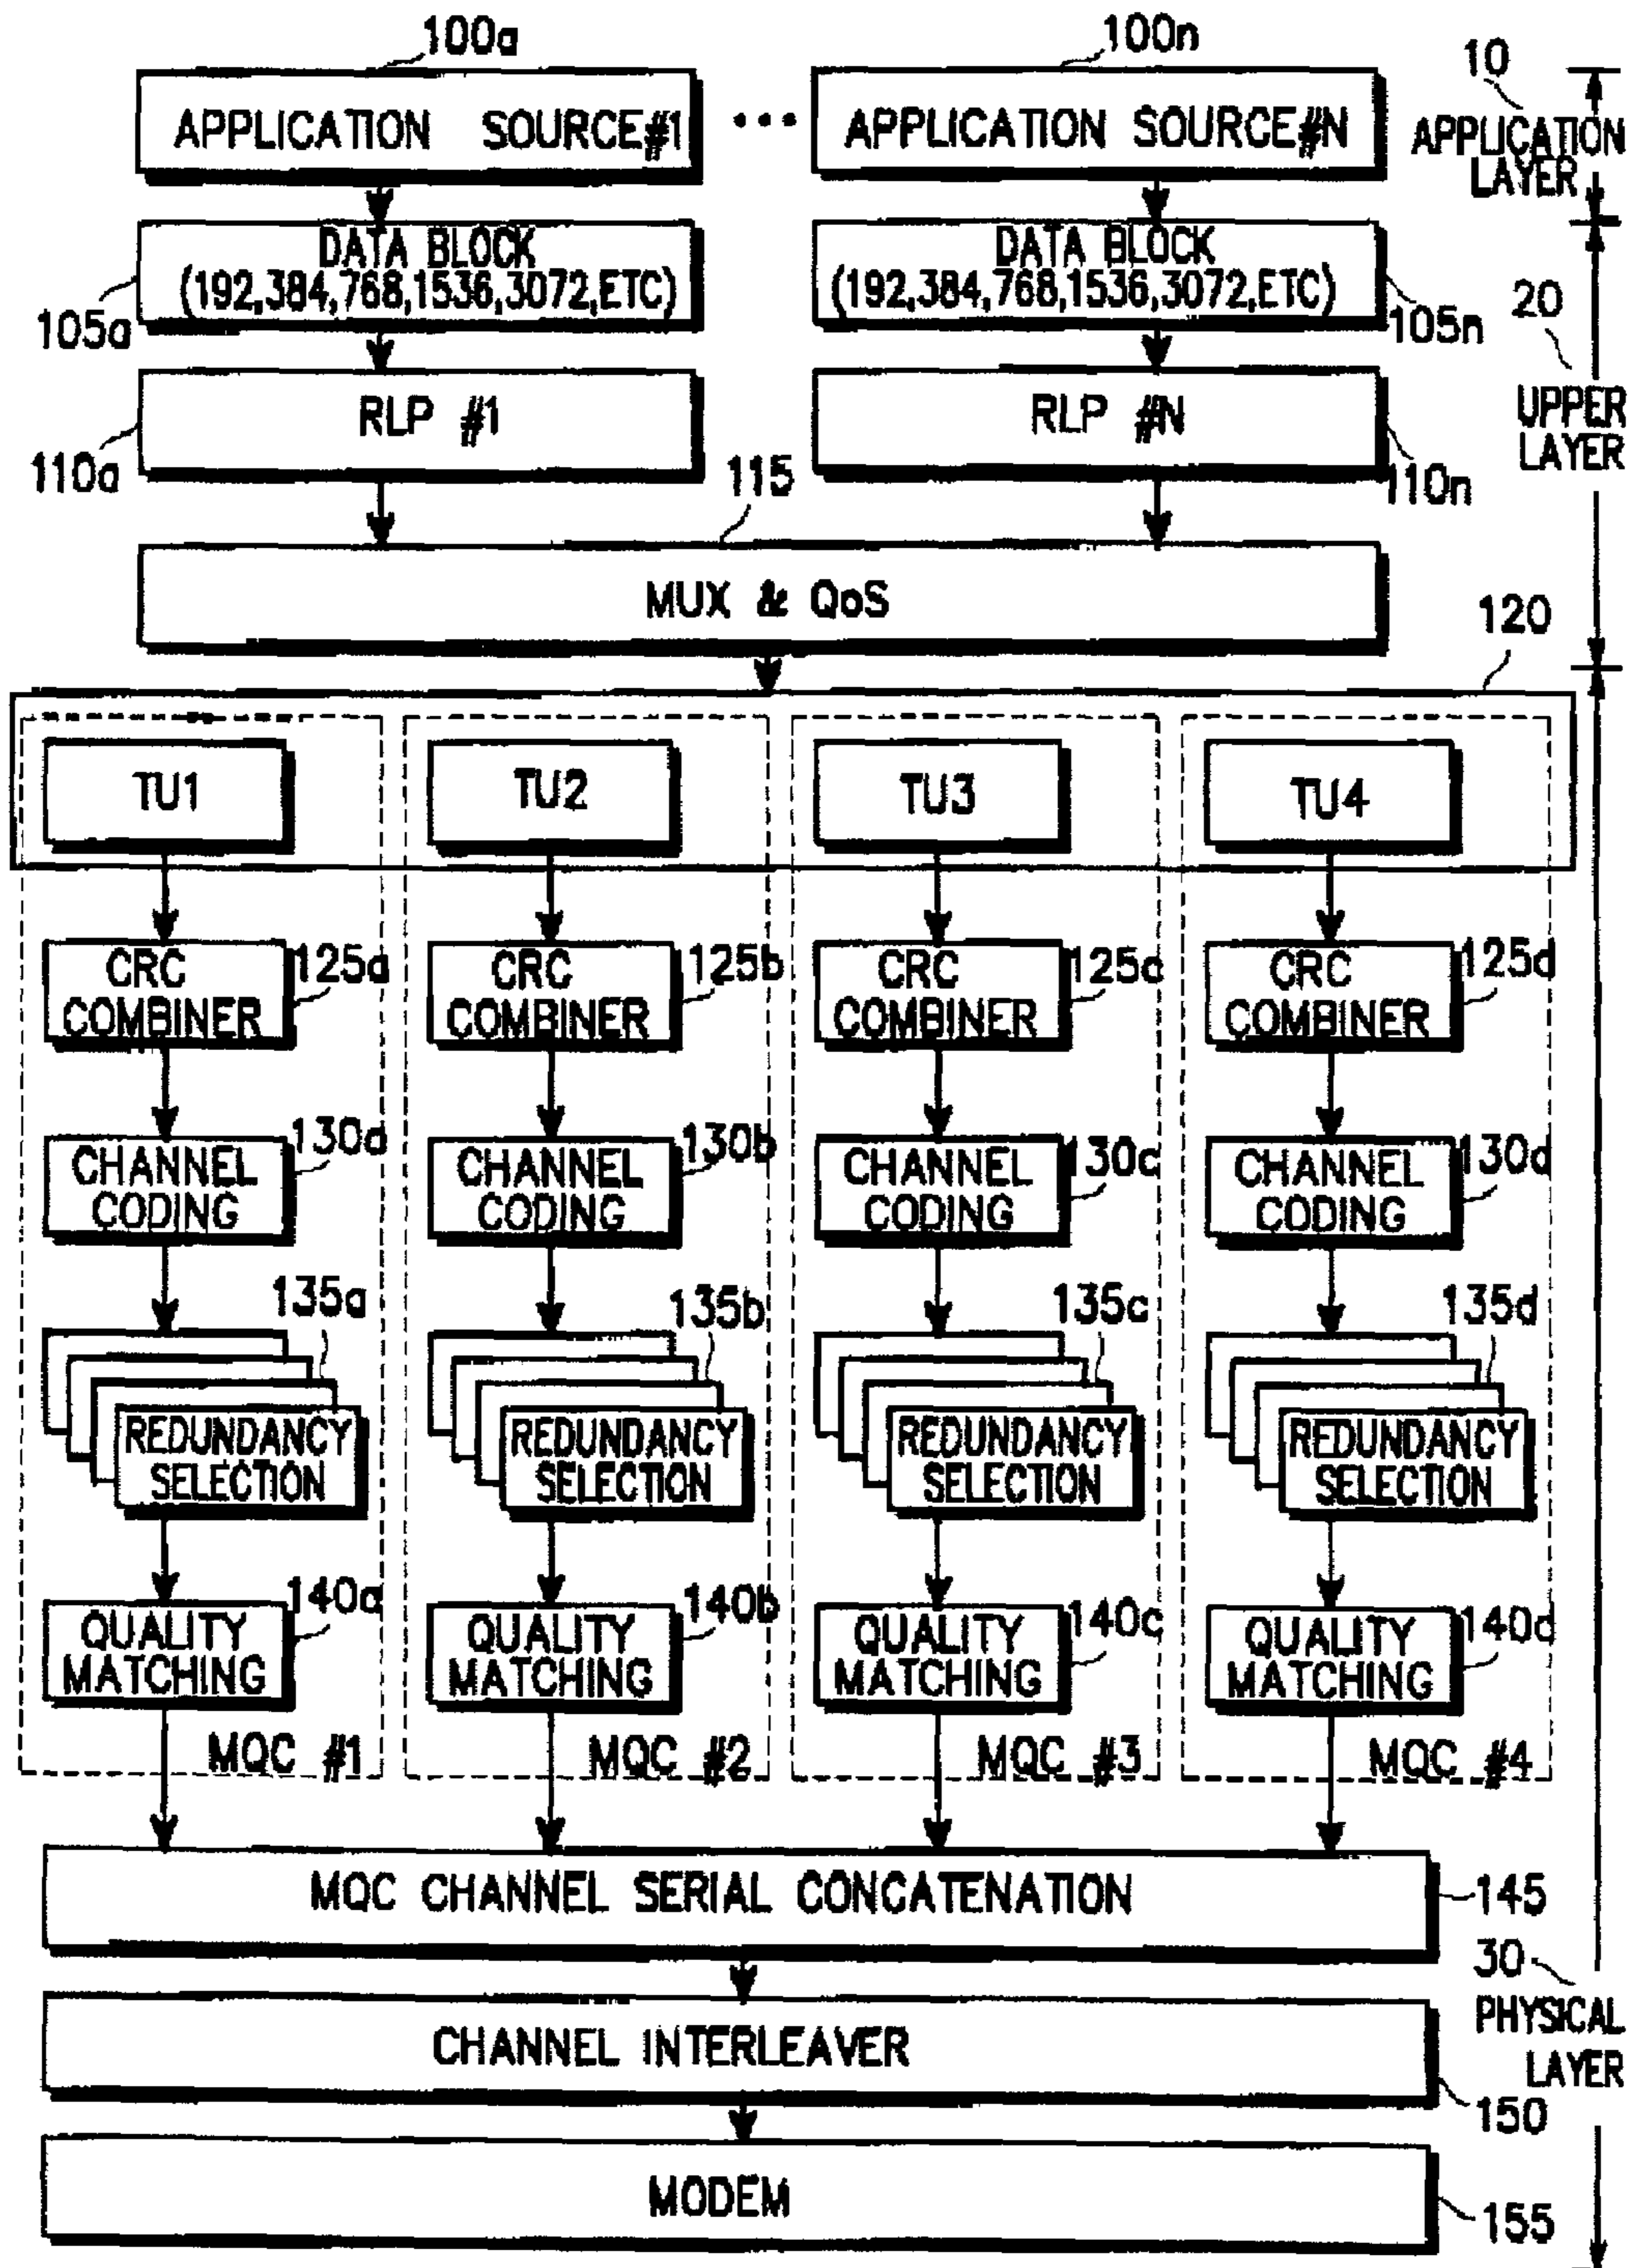 100a
100n
10
APPLICATION SOURCE#1
•••
APPLICATION SOURCE#N
APPLICATION
LAYER
DATA BLOCK
(192,384,768,1536,3072,ETC)
DATA BLOCK
(192,384,768,1536,3072,ETC)
105a
105n
20
RLP #1
RLP #N
UPPER
LAYER
110a
115
110n
MUX & QoS
120
TU1
TU2
TU3
TU4
CRC
COMBINER
125a
CRC
COMBINER
125b
CRC
COMBINER
125c
CRC
COMBINER
125d
CHANNEL
CODING
130a
CHANNEL
CODING
130b
CHANNEL
CODING
130c
CHANNEL
CODING
130d
135a
135b
135c
135d
REDUNDANCY
SELECTION
REDUNDANCY
SELECTION
REDUNDANCY
SELECTION
REDUNDANCY
SELECTION
QUALITY
MATCHING
140a
QUALITY
MATCHING
140b
QUALITY
MATCHING
140c
QUALITY
MATCHING
140d
MQC #1
MQC #2
MQC #3
MQC #4
MQC CHANNEL SERIAL CONCATENATION
145
30
PHYSICAL
LAYER
CHANNEL INTERLEAVER
150
MODEM
155